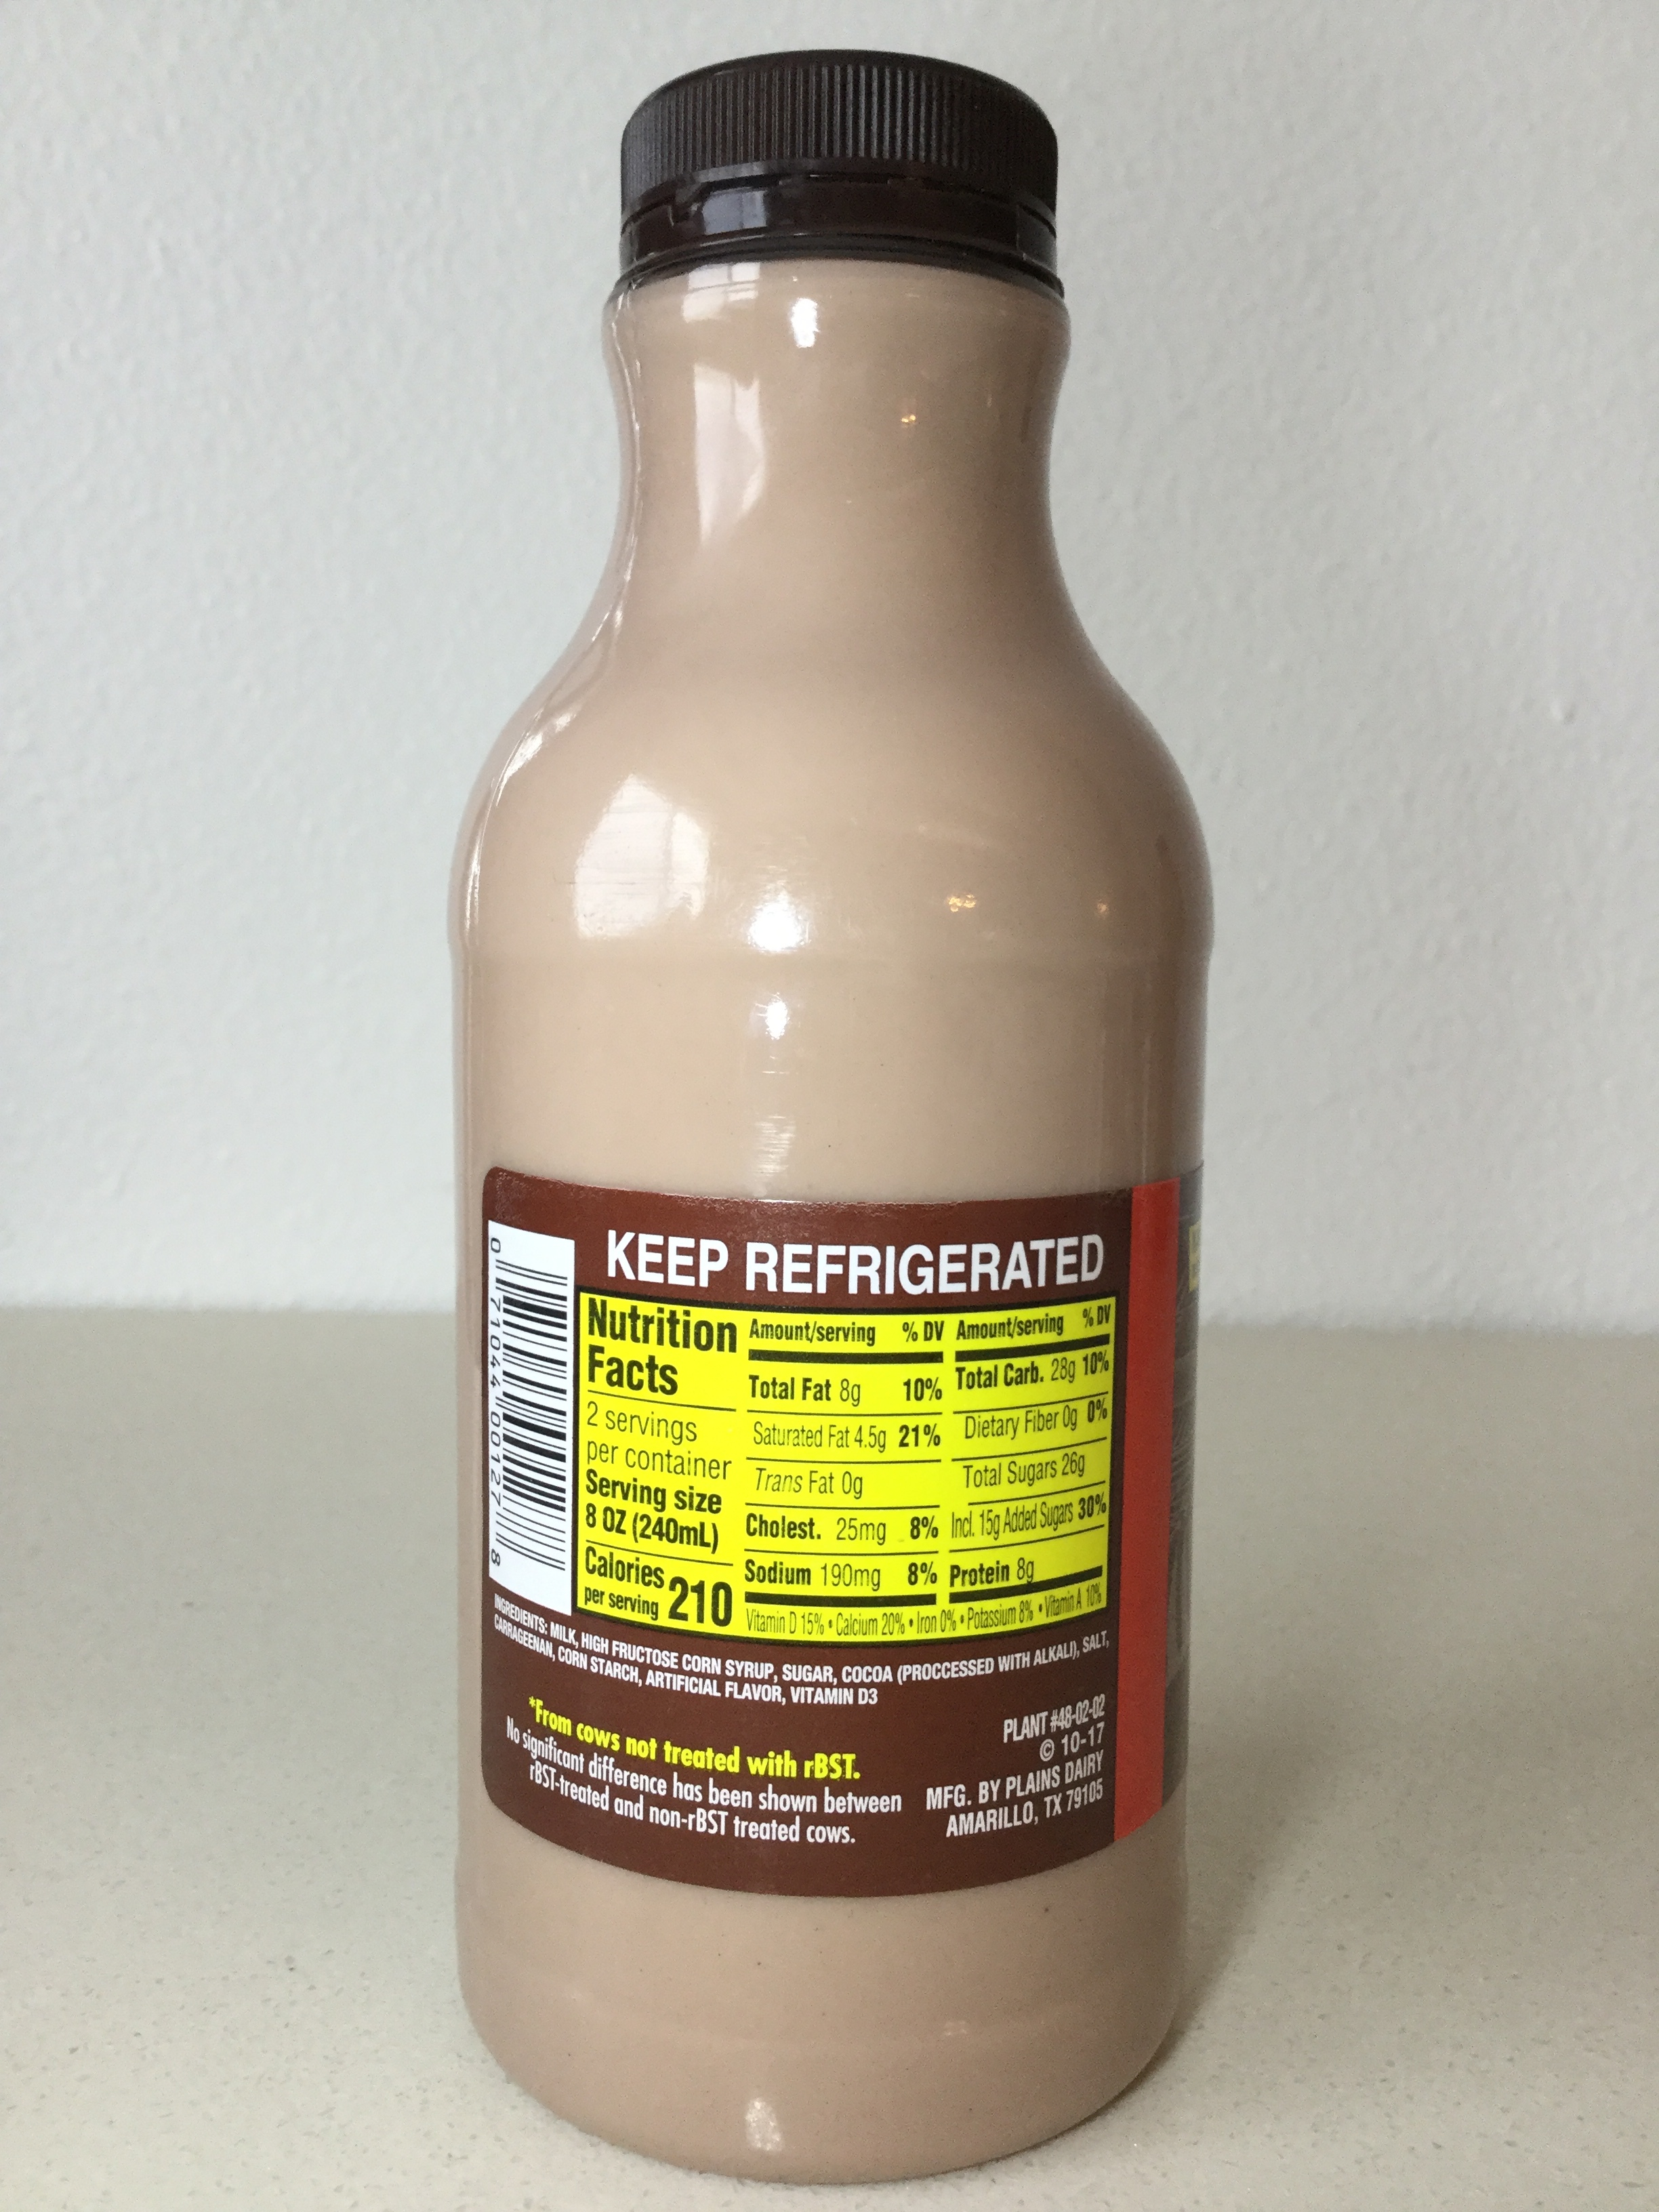 KEEP REFRIGERATED
0 71044 00127 8
Nutrition
Facts
2 servings
per container
Serving size
8 OZ (240mL)
Calories
per serving 210
Amount/serving % DV
Total Fat 8g 10%
Saturated Fat 4.5g 21%
Trans Fat 0g
Cholest. 25mg 8%
Sodium 190mg 8%
Amount/serving % DV
Total Carb. 28g 10%
Dietary Fiber 0g 0%
Total Sugars 26g
Incl. 15g Added Sugars 30%
Protein 8g
Vitamin D 15% • Calcium 20% • Iron 0% • Potassium 8% • Vitamin A 10%
INGREDIENTS: MILK, HIGH FRUCTOSE CORN SYRUP, SUGAR, COCOA (PROCCESSED WITH ALKALI), SALT,
CARRAGEENAN, CORN STARCH, ARTIFICIAL FLAVOR, VITAMIN D3
*From cows not treated with rBST.
No significant difference has been shown between
rBST-treated and non-rBST treated cows.
PLANT #48-02-02
© 10-17
MFG. BY PLAINS DAIRY
AMARILLO, TX 79105